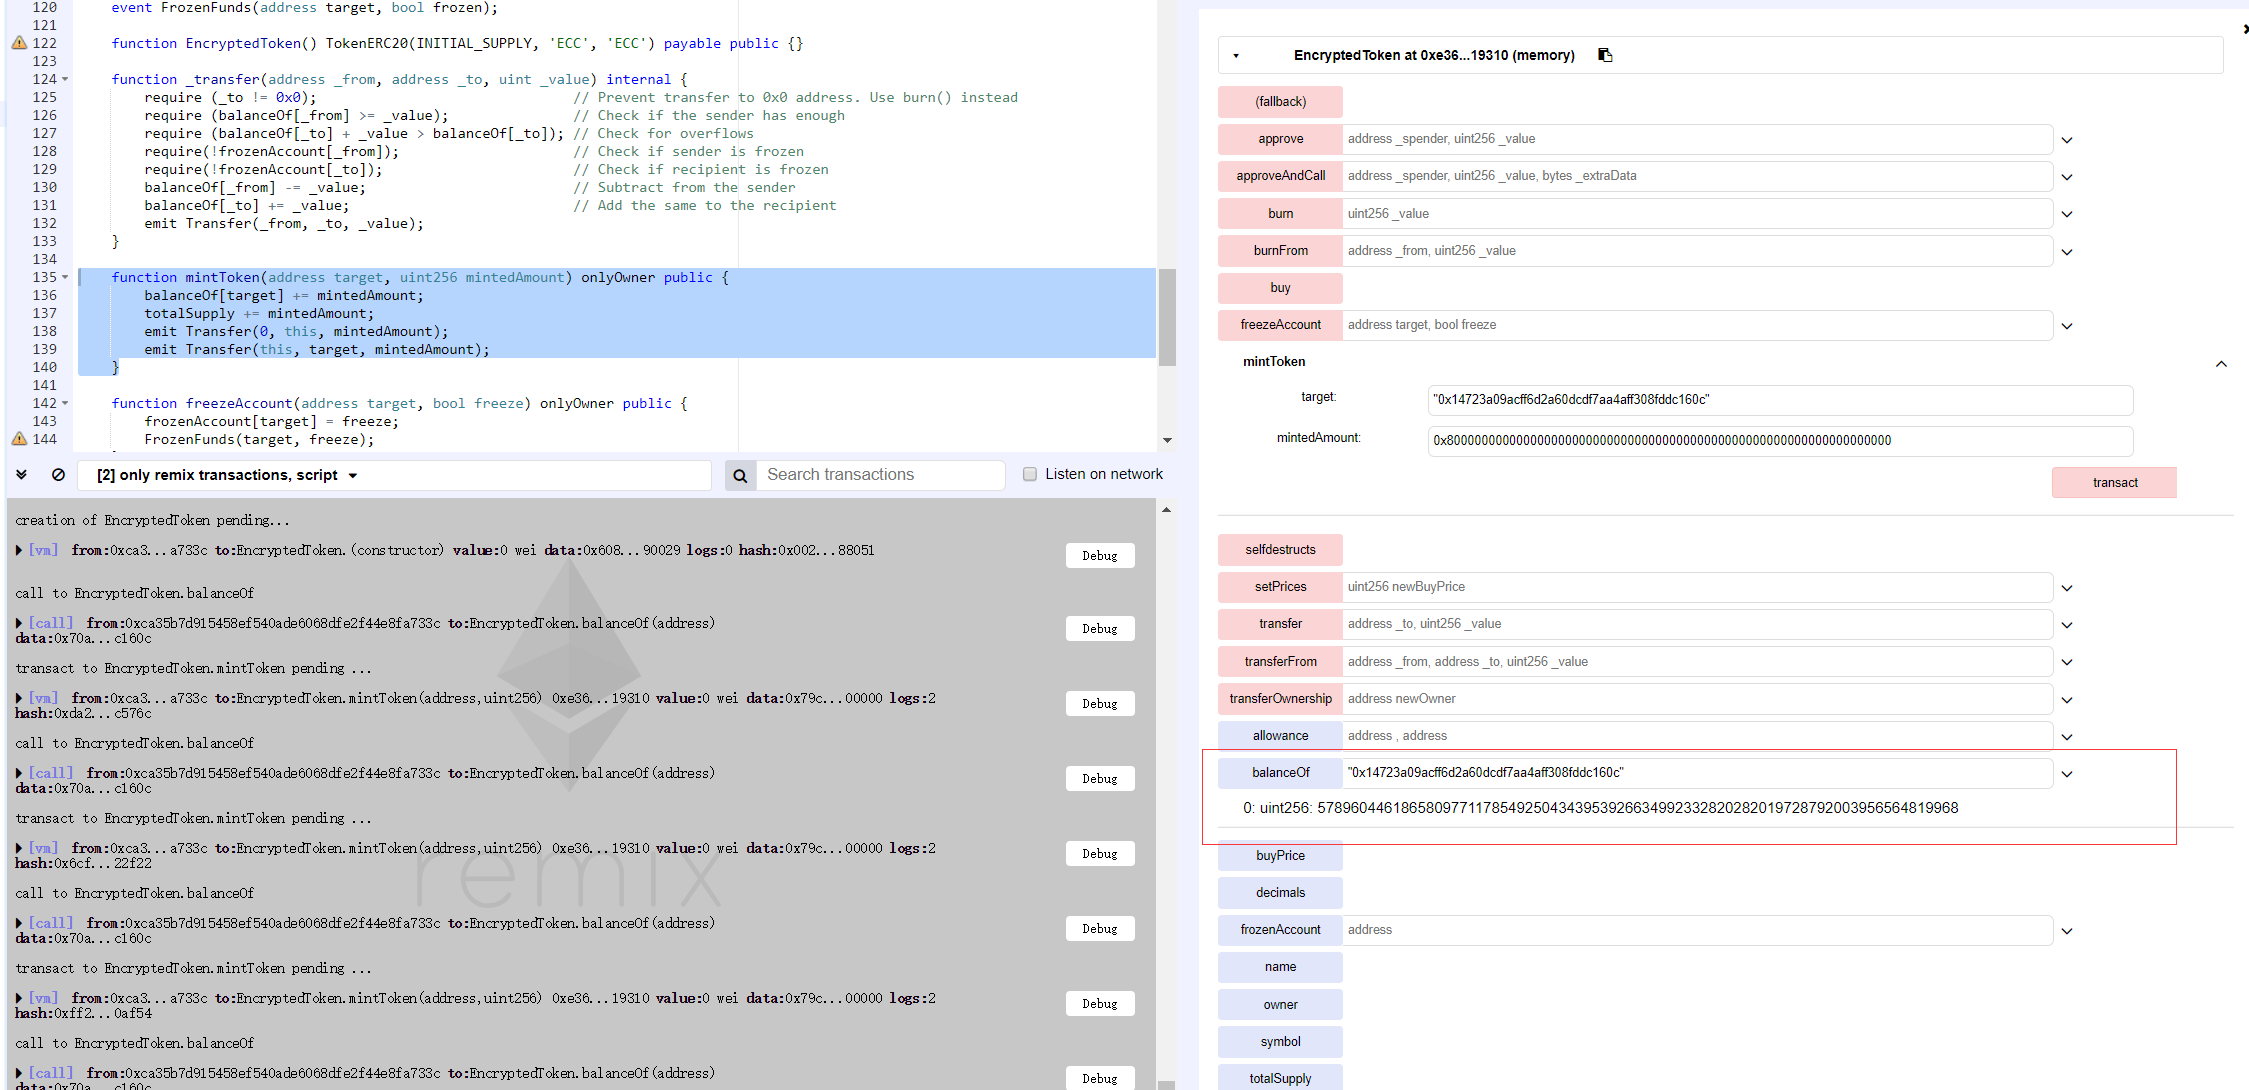 120 event FrozenFunds(address target, bool frozen);
121
122 function EncryptedToken() TokenERC20(INITIAL_SUPPLY, 'ECC', 'ECC') payable public {}
123
124 function _transfer(address _from, address _to, uint _value) internal {
125 require (_to != 0x0); // Prevent transfer to 0x0 address. Use burn() instead
126 require (balanceOf[_from] >= _value); // Check if the sender has enough
127 require (balanceOf[_to] + _value > balanceOf[_to]); // Check for overflows
128 require(!frozenAccount[_from]); // Check if sender is frozen
129 require(!frozenAccount[_to]); // Check if recipient is frozen
130 balanceOf[_from] -= _value; // Subtract from the sender
131 balanceOf[_to] += _value; // Add the same to the recipient
132 emit Transfer(_from, _to, _value);
133 }
134
135 function mintToken(address target, uint256 mintedAmount) onlyOwner public {
136 balanceOf[target] += mintedAmount;
137 totalSupply += mintedAmount;
138 emit Transfer(0, this, mintedAmount);
139 emit Transfer(this, target, mintedAmount);
140 }
141
142 function freezeAccount(address target, bool freeze) onlyOwner public {
143 frozenAccount[target] = freeze;
144 FrozenFunds(target, freeze);
[2] only remix transactions, script
Search transactions
Listen on network
creation of EncryptedToken pending...
[vm] from:0xca3...a733c to:EncryptedToken.(constructor) value:0 wei data:0x608...90029 logs:0 hash:0x002...88051
Debug
call to EncryptedToken.balanceOf
[call] from:0xca35b7d915458ef540ade6068dfe2f44e8fa733c to:EncryptedToken.balanceOf(address)
data:0x70a...c160c
Debug
transact to EncryptedToken.mintToken pending ...
[vm] from:0xca3...a733c to:EncryptedToken.mintToken(address,uint256) 0xe36...19310 value:0 wei data:0x79c...00000 logs:2
hash:0xda2...c576c
Debug
call to EncryptedToken.balanceOf
[call] from:0xca35b7d915458ef540ade6068dfe2f44e8fa733c to:EncryptedToken.balanceOf(address)
data:0x70a...c160c
Debug
transact to EncryptedToken.mintToken pending ...
[vm] from:0xca3...a733c to:EncryptedToken.mintToken(address,uint256) 0xe36...19310 value:0 wei data:0x79c...00000 logs:2
hash:0x6cf...22f22
Debug
remix
call to EncryptedToken.balanceOf
[call] from:0xca35b7d915458ef540ade6068dfe2f44e8fa733c to:EncryptedToken.balanceOf(address)
data:0x70a...c160c
Debug
transact to EncryptedToken.mintToken pending ...
[vm] from:0xca3...a733c to:EncryptedToken.mintToken(address,uint256) 0xe36...19310 value:0 wei data:0x79c...00000 logs:2
hash:0xff2...0af54
Debug
call to EncryptedToken.balanceOf
[call] from:0xca35b7d915458ef540ade6068dfe2f44e8fa733c to:EncryptedToken.balanceOf(address)
data:0x70a...c160c
Debug
EncryptedToken at 0xe36...19310 (memory)
(fallback)
approve address _spender, uint256 _value
approveAndCall address _spender, uint256 _value, bytes _extraData
burn uint256 _value
burnFrom address _from, uint256 _value
buy
freezeAccount address target, bool freeze
mintToken
target: "0x14723a09acff6d2a60dcdf7aa4aff308fddc160c"
mintedAmount: 0x8000000000000000000000000000000000000000000000000000000000000000
transact
selfdestructs
setPrices uint256 newBuyPrice
transfer address _to, uint256 _value
transferFrom address _from, address _to, uint256 _value
transferOwnership address newOwner
allowance address , address
balanceOf "0x14723a09acff6d2a60dcdf7aa4aff308fddc160c"
0: uint256: 57896044618658097711785492504343953926634992332820282019728792003956564819968
buyPrice
decimals
frozenAccount address
name
owner
symbol
totalSupply